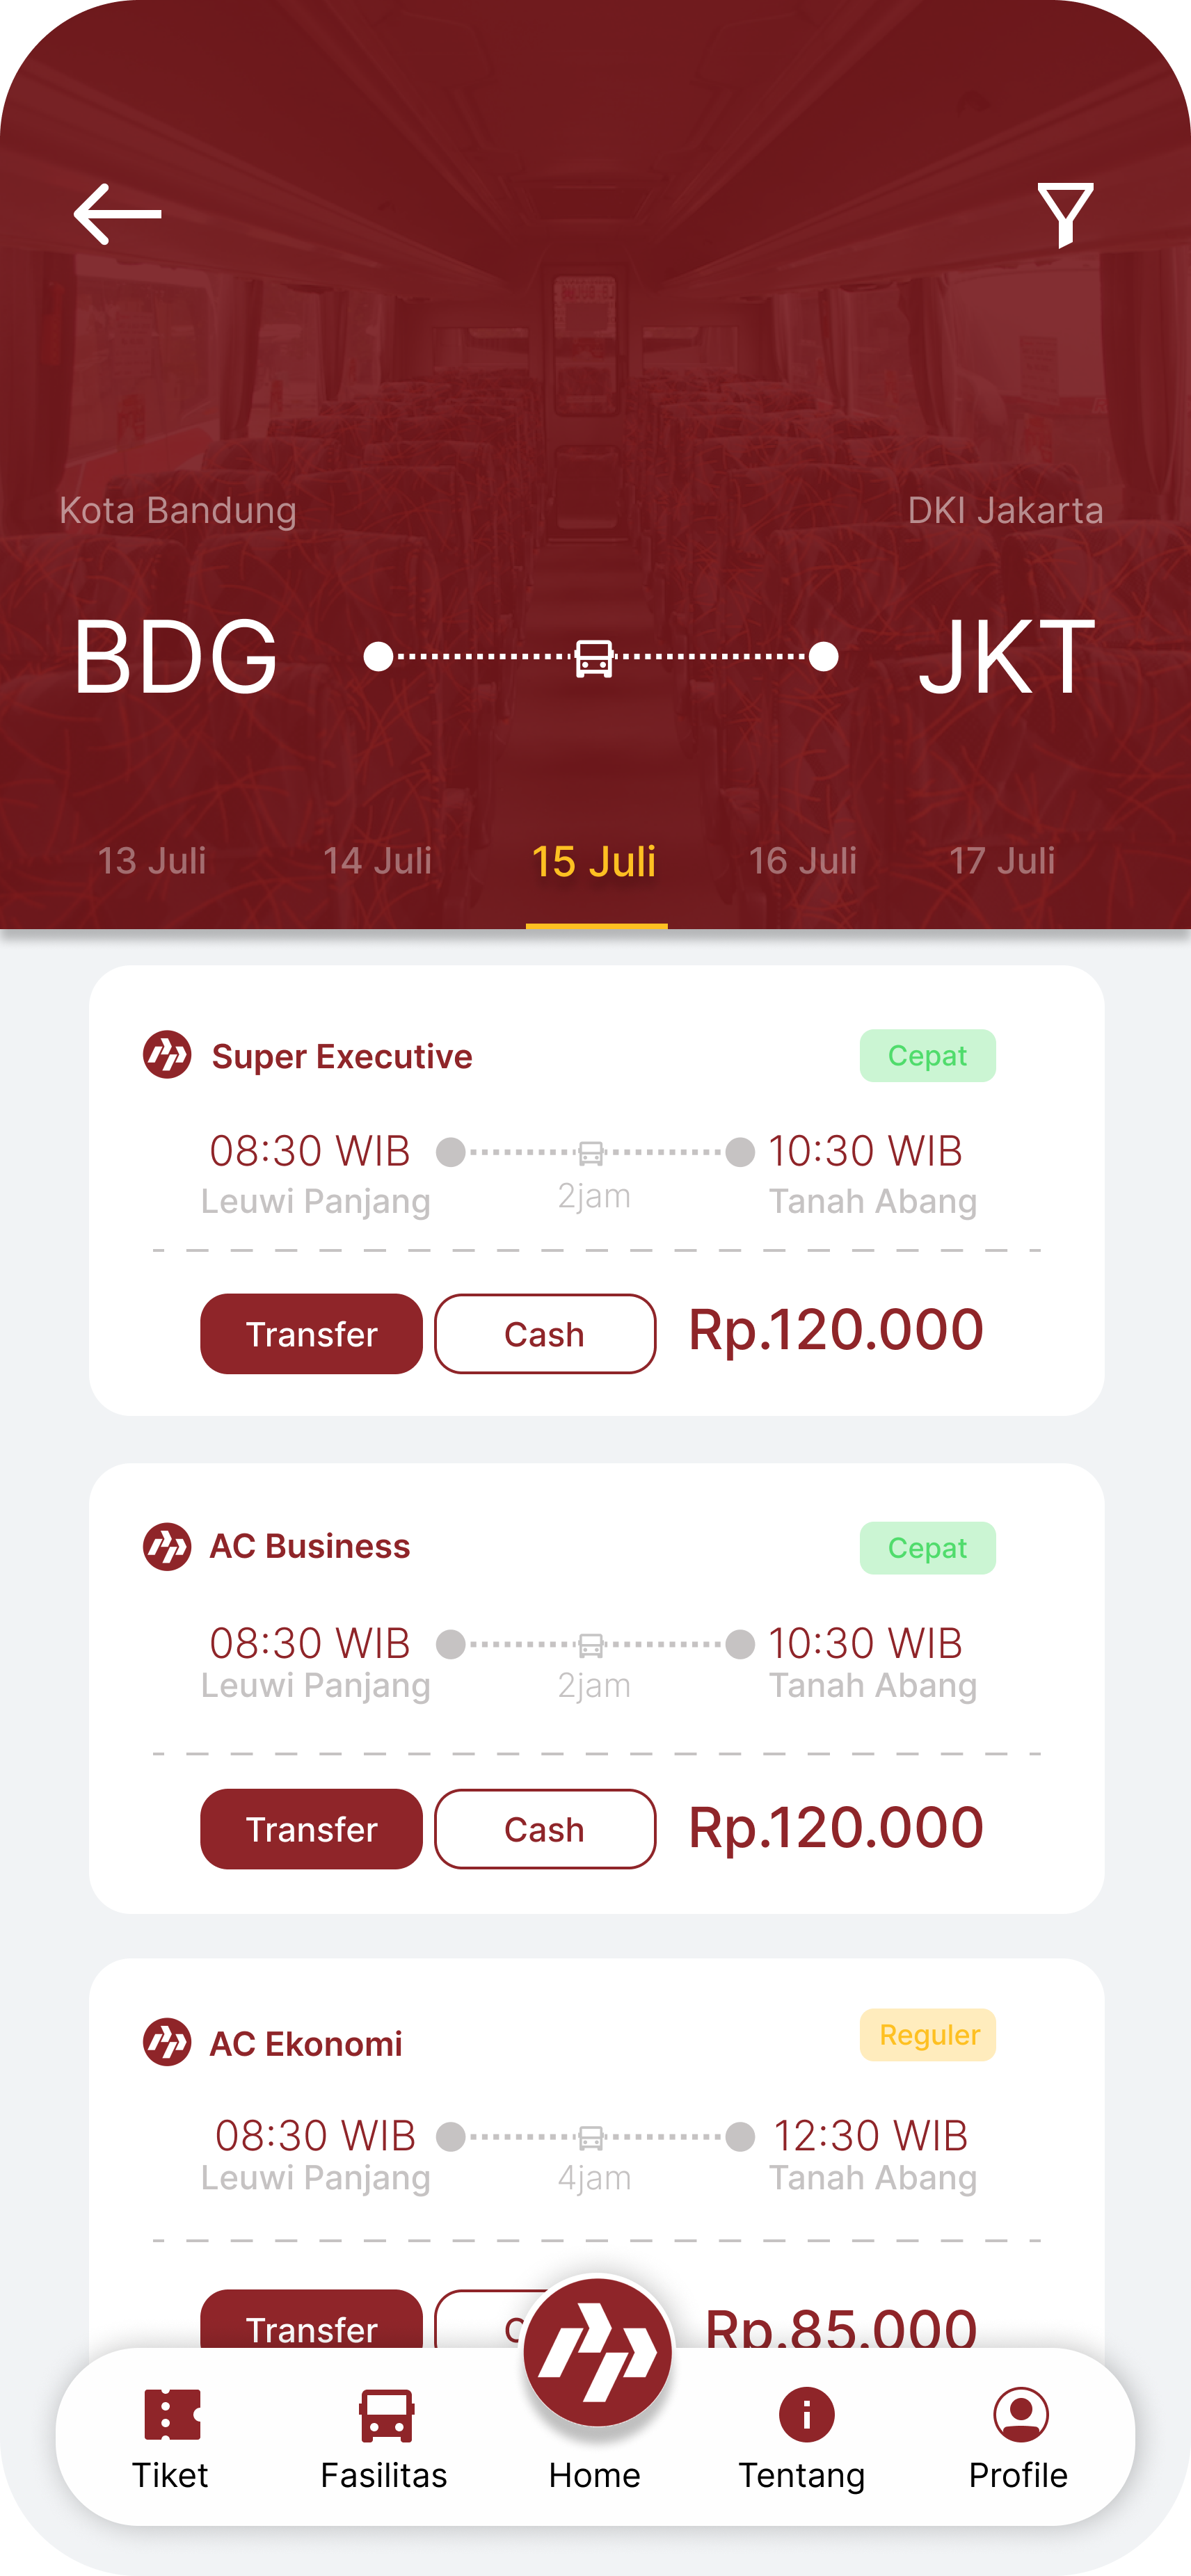 Kota Bandung DKI Jakarta
BDG JKT
13 Juli 14 Juli 15 Juli 16 Juli 17 Juli
Super Executive Cepat
08:30 WIB 10:30 WIB
Leuwi Panjang 2jam Tanah Abang
Transfer Cash Rp.120.000
AC Business Cepat
08:30 WIB 10:30 WIB
Leuwi Panjang 2jam Tanah Abang
Transfer Cash Rp.120.000
AC Ekonomi Reguler
08:30 WIB 12:30 WIB
Leuwi Panjang 4jam Tanah Abang
Transfer Rp.85.000
Tiket Fasilitas Home Tentang Profile